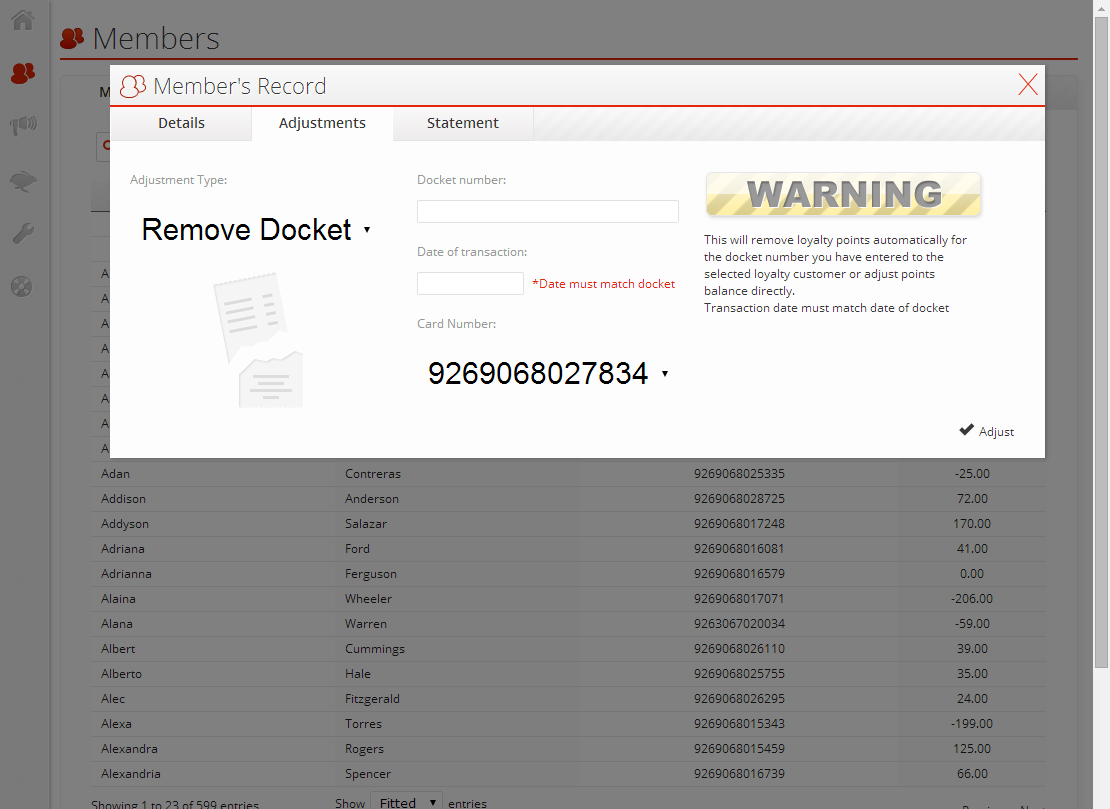 Members
Member's Record
Details Adjustments Statement
Adjustment Type:
Remove Docket
Docket number:
Date of transaction:
*Date must match docket
Card Number:
9269068027834
WARNING
This will remove loyalty points automatically for
the docket number you have entered to the
selected loyalty customer or adjust points
balance directly.
Transaction date must match date of docket
Adjust
Adan Contreras 9269068025335 -25.00
Addison Anderson 9269068028725 72.00
Addyson Salazar 9269068017248 170.00
Adriana Ford 9269068016081 41.00
Adrianna Ferguson 9269068016579 0.00
Alaina Wheeler 9269068017071 -206.00
Alana Warren 9263067020034 -59.00
Albert Cummings 9269068026110 39.00
Alberto Hale 9269068025755 35.00
Alec Fitzgerald 9269068026295 24.00
Alexa Torres 9269068015343 -199.00
Alexandra Rogers 9269068015459 125.00
Alexandria Spencer 9269068016739 66.00
Showing 1 to 23 of 599 entries Show Fitted entries